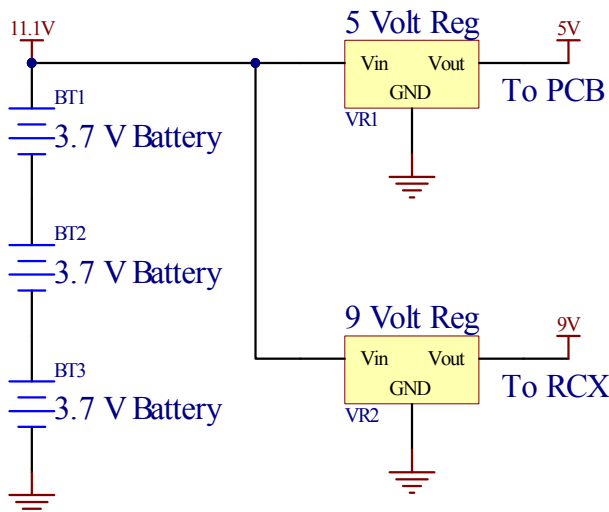 11.1V
5 Volt Reg
5V
BT1
Vin
Vout
GND
To PCB
3.7 V Battery
VR1
BT2
3.7 V Battery
9 Volt Reg
9V
Vin
Vout
BT3
GND
To RCX
3.7 V Battery
VR2